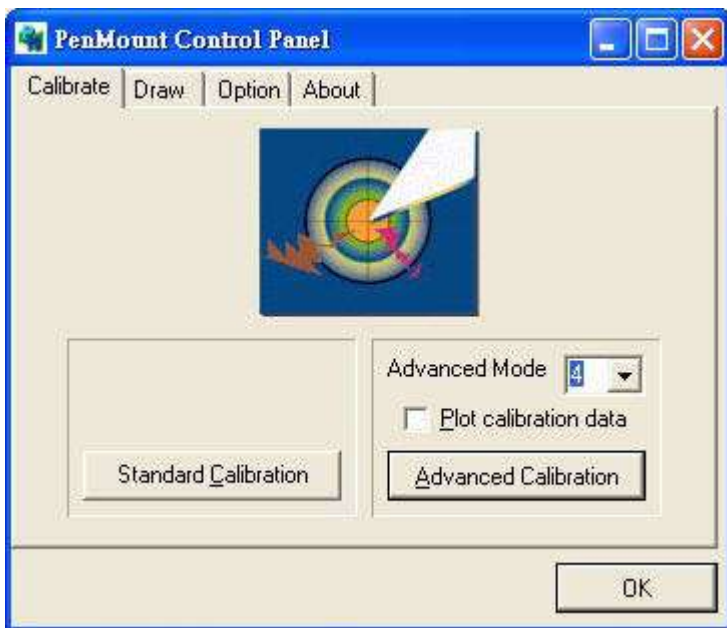 PenMount Control Panel
Calibrate Draw Option About
Advanced Mode 4
Plot calibration data
Standard Calibration Advanced Calibration
OK